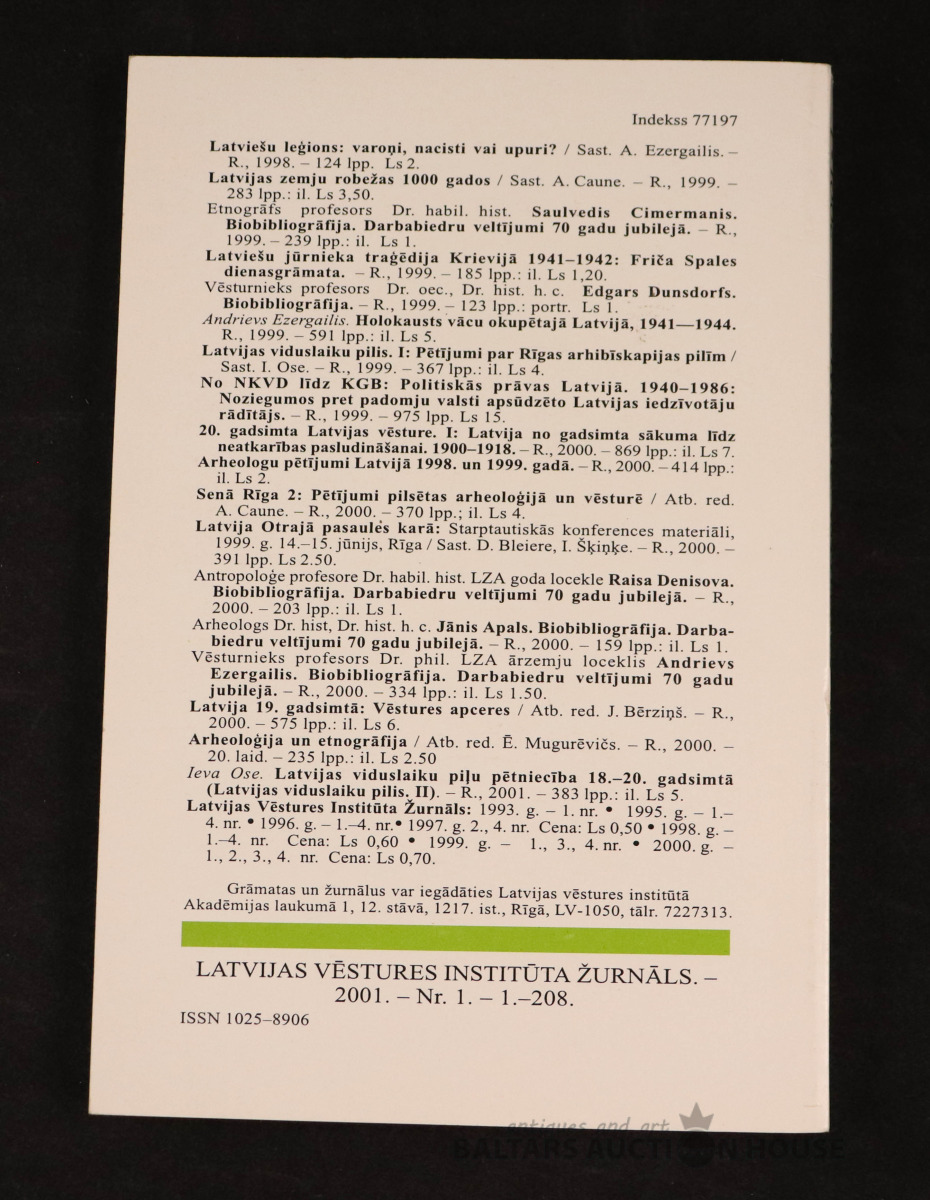 Indekss 77197
Latviešu leģions: varoņi, nacisti vai upuri? / Sast. A. Ezergailis. –
R., 1998. – 124 lpp. Ls 2.
Latvijas zemju robežas 1000 gados / Sast. A. Caune. – R., 1999. –
283 lpp.: il. Ls 3,50.
Etnogrāfs profesors Dr. habil. hist. Saulvedis Cimermanis.
Biobibliogrāfija. Darbabiedru veltījumi 70 gadu jubilejā. – R.,
1999. – 239 lpp.: il. Ls 1.
Latviešu jūrnieka traģēdija Krievijā 1941–1942: Friča Spales
dienasgrāmata. – R., 1999. – 185 lpp.: il. Ls 1,20.
Vēsturnieks profesors Dr. oec., Dr. hist. h. c. Edgars Dunsdorfs.
Biobibliogrāfija. – R., 1999. – 123 lpp.: portr. Ls 1.
Andrievs Ezergailis. Holokausts vācu okupētajā Latvijā, 1941—1944.
R., 1999. – 591 lpp.: il. Ls 5.
Latvijas viduslaiku pilis. I: Pētījumi par Rīgas arhibīskapijas pilīm /
Sast. I. Ose. – R., 1999. – 367 lpp.: il. Ls 4.
No NKVD līdz KGB: Politiskās prāvas Latvijā. 1940–1986:
Noziegumos pret padomju valsti apsūdzēto Latvijas iedzīvotāju
rādītājs. – R., 1999. – 975 lpp. Ls 15.
20. gadsimta Latvijas vēsture. I: Latvija no gadsimta sākuma līdz
neatkarības pasludināšanai. 1900–1918. – R., 2000. – 869 lpp.: il. Ls 7.
Arheologu pētījumi Latvijā 1998. un 1999. gadā. – R., 2000. – 414 lpp.:
il. Ls 2.
Senā Rīga 2: Pētījumi pilsētas arheoloģijā un vēsturē / Atb. red.
A. Caune. – R., 2000. – 370 lpp.; il. Ls 4.
Latvija Otrajā pasaulēs karā: Starptautiskās konferences materiāli,
1999. g. 14.–15. jūnijs, Rīga / Sast. D. Bleiere, I. Šķiņķe. – R., 2000. –
391 lpp. Ls 2.50.
Antropoloģe profesore Dr. habil. hist. LZA goda locekle Raisa Denisova.
Biobibliogrāfija. Darbabiedru veltījumi 70 gadu jubilejā. – R.,
2000. – 203 lpp.: il. Ls 1.
Arheologs Dr. hist, Dr. hist. h. c. Jānis Apals. Biobibliogrāfija. Darba-
biedru veltījumi 70 gadu jubilejā. – R., 2000. – 159 lpp.: il. Ls 1.
Vēsturnieks profesors Dr. phil. LZA ārzemju loceklis Andrievs
Ezergailis. Biobibliogrāfija. Darbabiedru veltījumi 70 gadu
jubilejā. – R., 2000. – 334 lpp.: il. Ls 1.50.
Latvija 19. gadsimtā: Vēstures apceres / Atb. red. J. Bērziņš. – R.,
2000. – 575 lpp.: il. Ls 6.
Arheoloģija un etnogrāfija / Atb. red. Ē. Mugurēvičs. – R., 2000. –
20. laid. – 235 lpp.: il. Ls 2.50
Ieva Ose. Latvijas viduslaiku piļu pētniecība 18.–20. gadsimtā
(Latvijas viduslaiku pilis. II). – R., 2001. – 383 lpp.: il. Ls 5.
Latvijas Vēstures Institūta Žurnāls: 1993. g. – 1. nr. • 1995. g. – 1.–
4. nr. • 1996. g. – 1.–4. nr.• 1997. g. 2., 4. nr. Cena: Ls 0,50 • 1998. g. –
1.–4. nr. Cena: Ls 0,60 • 1999. g. – 1., 3., 4. nr. • 2000. g. –
1., 2., 3., 4. nr. Cena: Ls 0,70.
Grāmatas un žurnālus var iegādāties Latvijas vēstures institūtā
Akadēmijas laukumā 1, 12. stāvā, 1217. ist., Rīgā, LV-1050, tālr. 7227313.
LATVIJAS VĒSTURES INSTITŪTA ŽURNĀLS. –
2001. – Nr. 1. – 1.–208.
ISSN 1025–8906
antiques and art
BALTARS AUCTION HOUSE